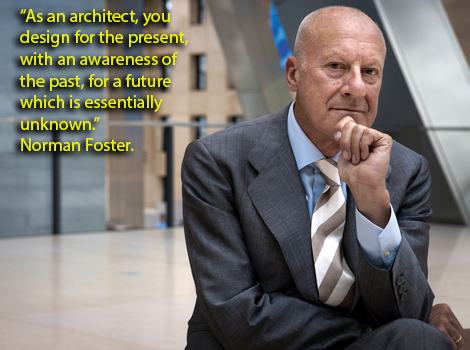 “As an architect, you
design for the present,
with an awareness of
the past, for a future
which is essentially
unknown.”
Norman Foster.